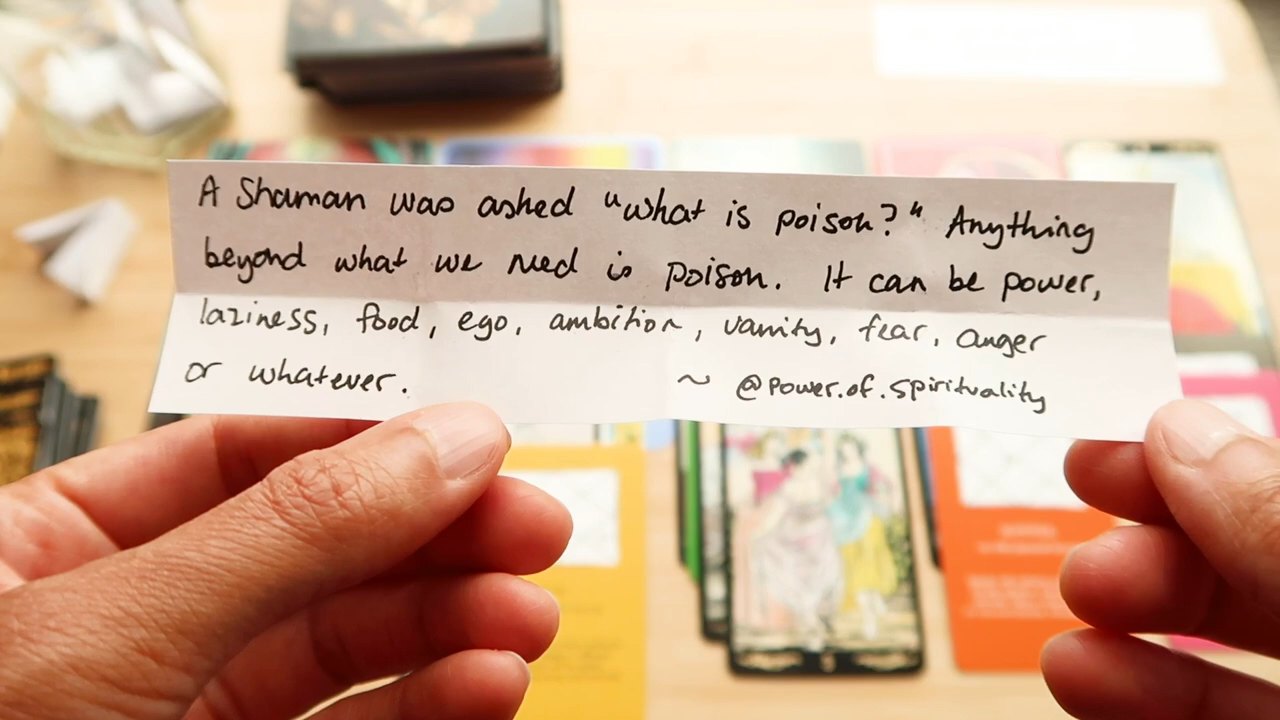 A Shaman was asked "what is poison?" Anything
beyond what we need is poison. It can be power,
laziness, food, ego, ambition, vanity, fear, anger
or whatever. ~ @power.of.spirituality